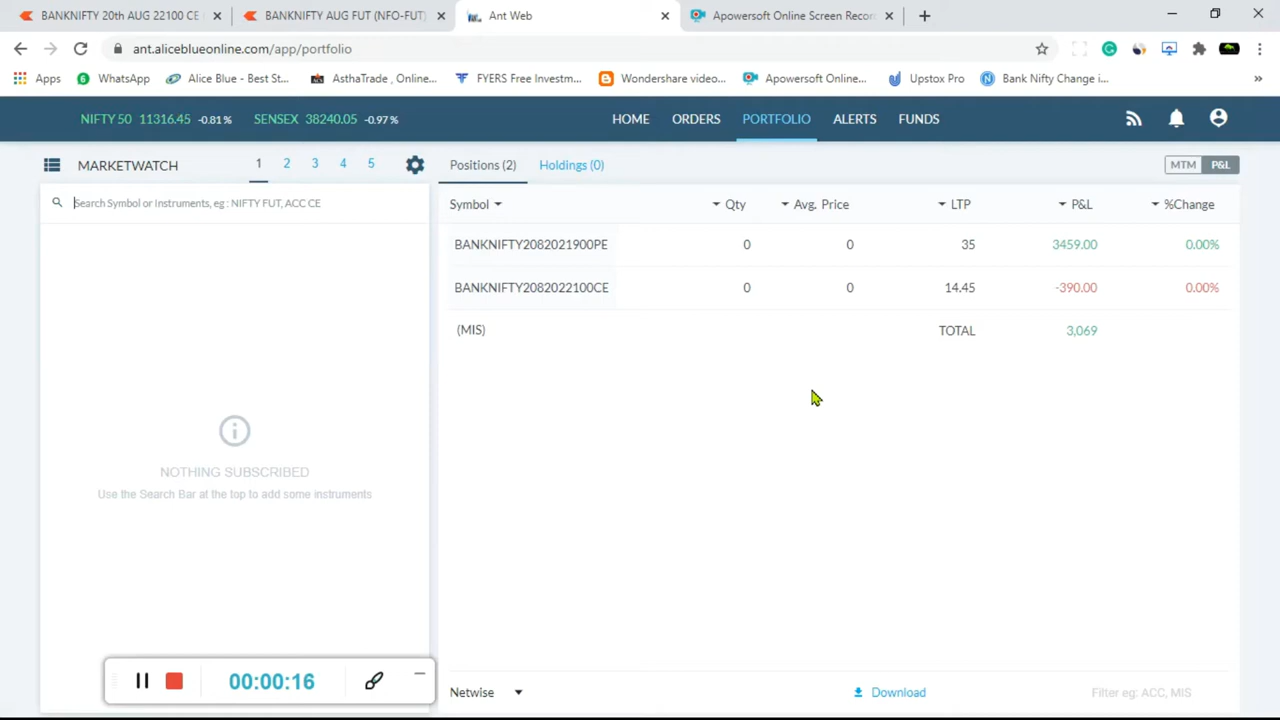 BANKNIFTY 20th AUG 22100 CE
BANKNIFTY AUG FUT (NFO-FUT)
Ant Web
Apowersoft Online Screen Recor
ant.aliceblueonline.com/app/portfolio
Apps
WhatsApp
Alice Blue - Best St...
AsthaTrade , Online...
FYERS Free Investm...
Wondershare video...
Apowersoft Online...
Upstox Pro
Bank Nifty Change i...
»
NIFTY 50 11316.45 -0.81% SENSEX 38240.05 -0.97%
HOME ORDERS PORTFOLIO ALERTS FUNDS
MARKETWATCH 1 2 3 4 5
Search Symbol or Instruments, eg : NIFTY FUT, ACC CE
NOTHING SUBSCRIBED
Use the Search Bar at the top to add some instruments
Positions (2) Holdings (0) MTM P&L
Symbol Qty Avg. Price LTP P&L %Change
BANKNIFTY2082021900PE 0 0 35 3459.00 0.00%
BANKNIFTY2082022100CE 0 0 14.45 -390.00 0.00%
(MIS) TOTAL 3,069
00:00:16
Netwise Download Filter eg: ACC, MIS